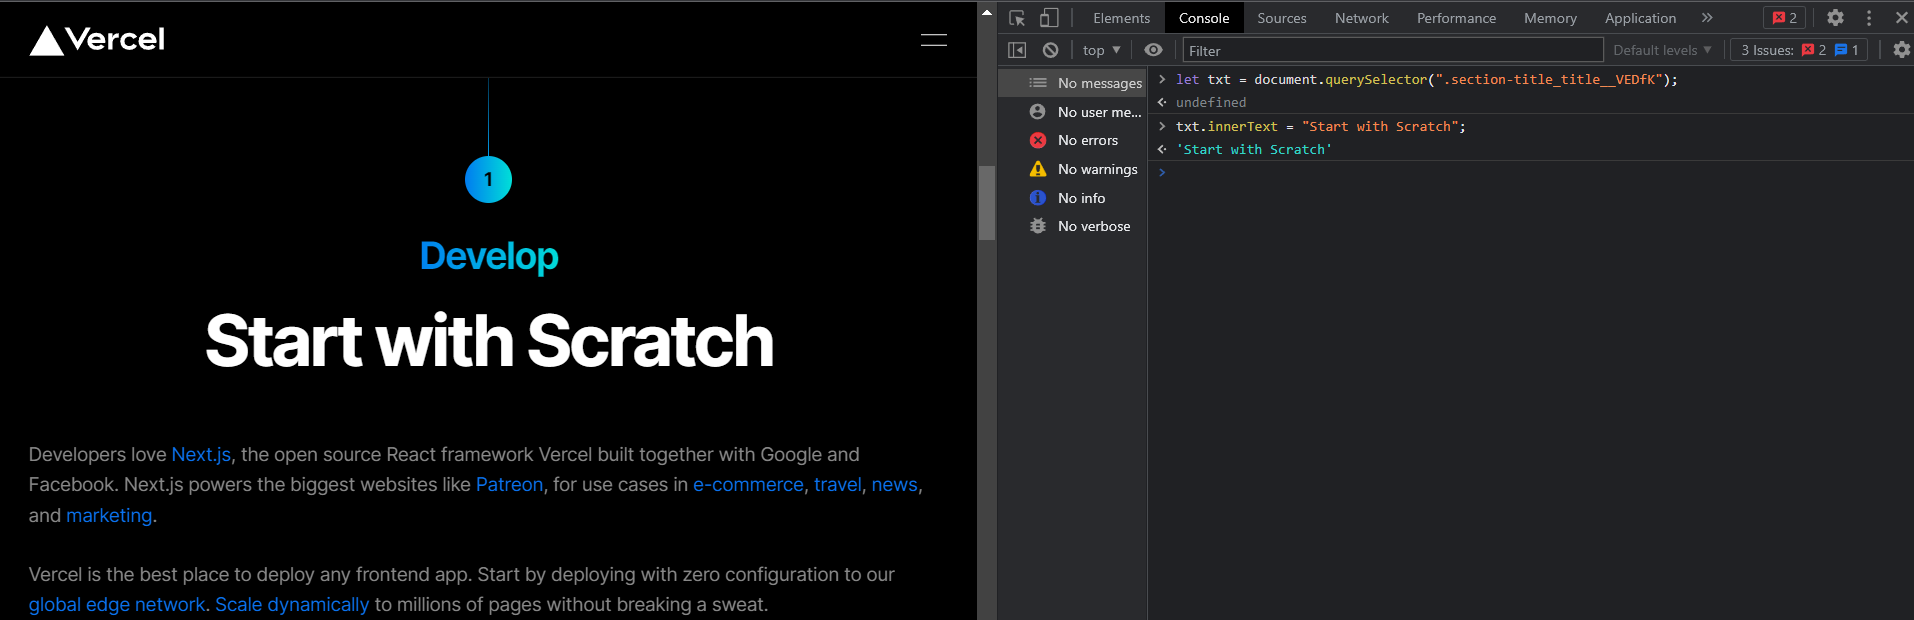 Vercel
1
Develop
Start with Scratch
Developers love Next.js, the open source React framework Vercel built together with Google and
Facebook. Next.js powers the biggest websites like Patreon, for use cases in e-commerce, travel, news,
and marketing.
Vercel is the best place to deploy any frontend app. Start by deploying with zero configuration to our
global edge network. Scale dynamically to millions of pages without breaking a sweat.
Elements Console Sources Network Performance Memory Application » 2
top ▼ Filter Default levels ▼ 3 Issues: 2 1
No messages
No user me...
No errors
No warnings
No info
No verbose
> let txt = document.querySelector(".section-title_title__VEDfK");
undefined
> txt.innerText = "Start with Scratch";
'Start with Scratch'
>